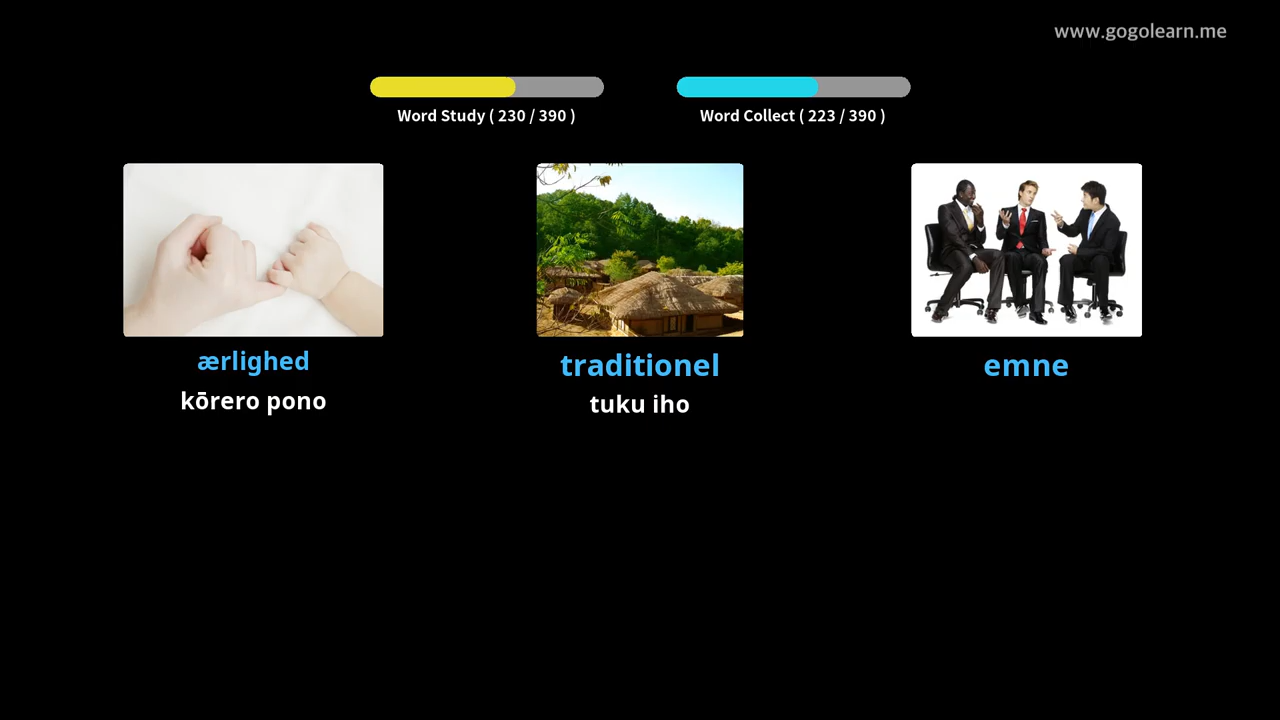 www.gogolearn.me
Word Study ( 230 / 390 )
Word Collect ( 223 / 390 )
ærlighed
traditionel
emne
kōrero pono
tuku iho